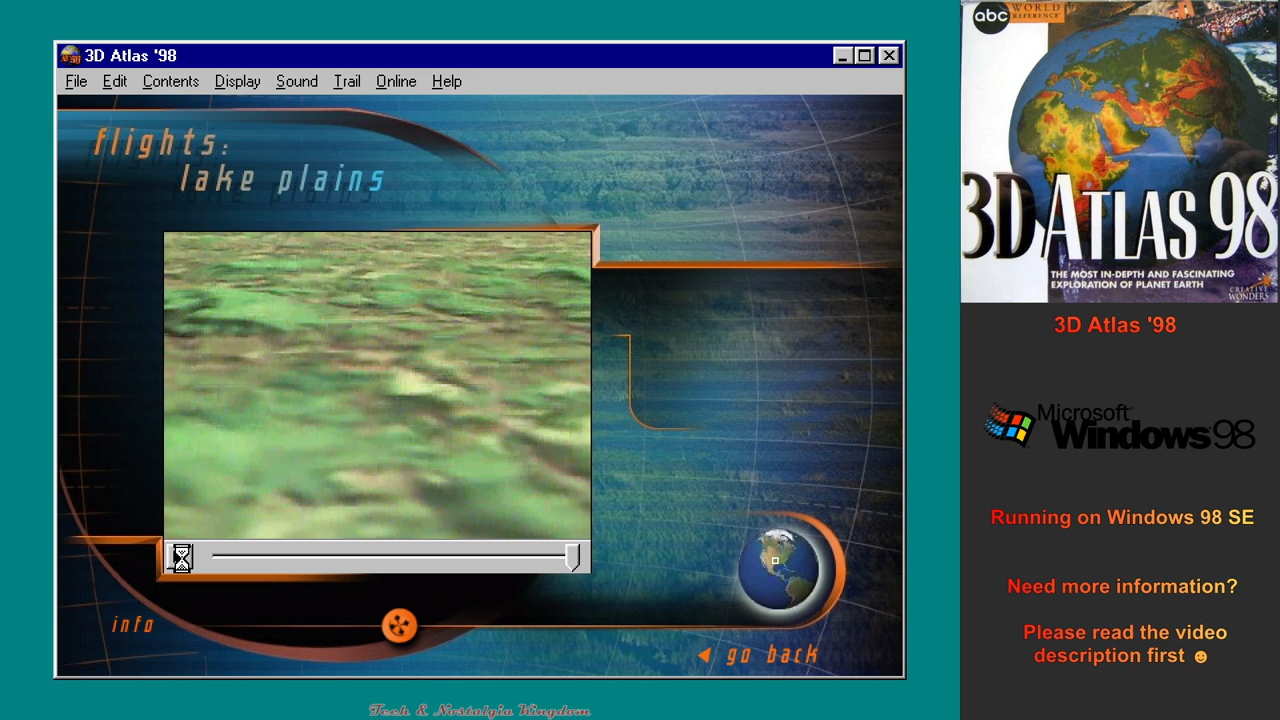 3D Atlas '98
File Edit Contents Display Sound Trail Online Help
flights:
lake plains
info
go back
Tech & Nostalgia Kingdom
abc WORLD
REFERENCE
3D ATLAS 98
THE MOST IN-DEPTH AND FASCINATING
EXPLORATION OF PLANET EARTH
CREATIVE
WONDERS
3D Atlas '98
Microsoft
Windows 98
Running on Windows 98 SE
Need more information?
Please read the video
description first ☻